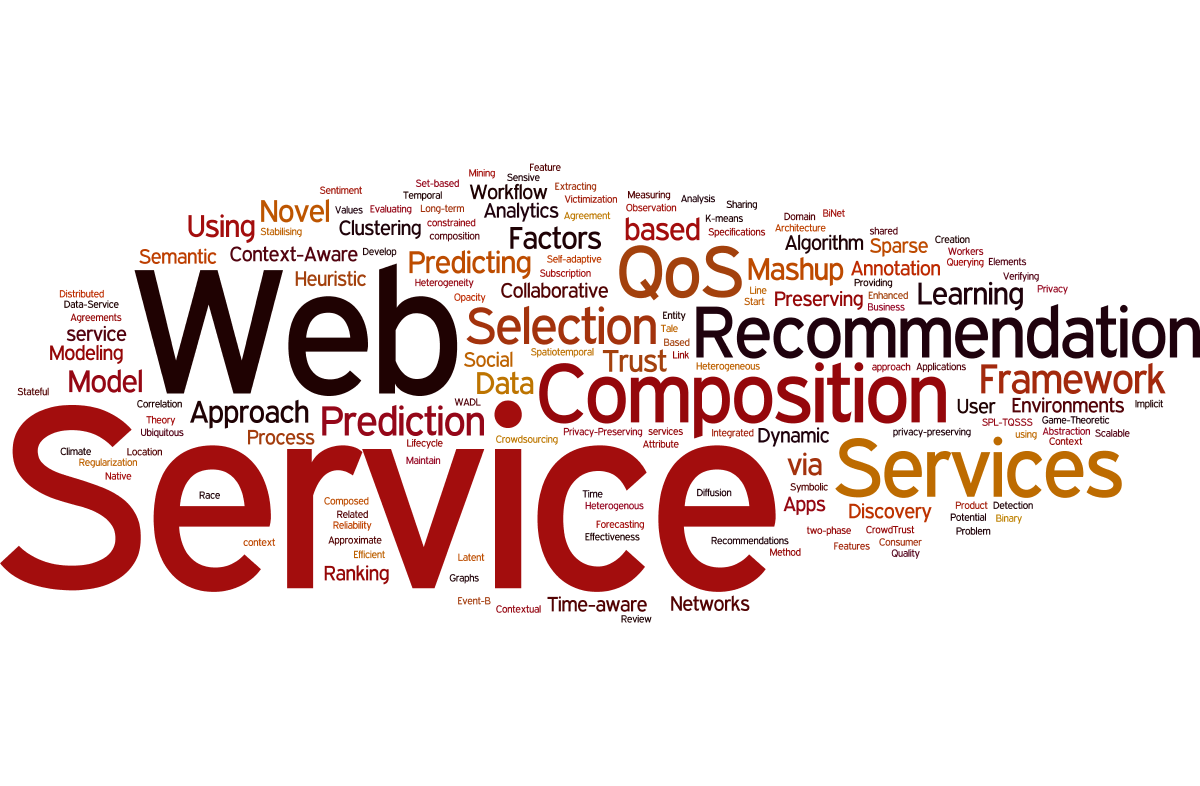 Feature
Mining
Sensive
Set-based
Workflow
Extracting
Sentiment
Temporal
Victimization
Measuring
Analysis
Sharing
Novel
Values
Evaluating
Long-term
Analytics
Agreement
Observation
K-means
Domain
BiNet
Using
Stabilising
Clustering
constrained
composition
Factors
based
Specifications
Architecture
shared
Algorithm
Sparse
Creation
Semantic
Context-Aware
Develop
Predicting
Self-adaptive
QoS
Mashup
Annotation
Workers
Querying
Elements
Heuristic
Heterogeneity
Subscription
Providing
Verifying
Distributed
Data-Service
Agreements
Web
Opacity
Collaborative
Line
Start
Preserving
Enhanced
Business
Learning
Privacy
service
Modeling
Selection
Entity
Tale
Based
Link
Recommendation
Social
Spatiotemporal
Trust
Heterogeneous
approach
Applications
Model
Data
Composition
Framework
Stateful
Correlation
Theory
Ubiquitous
Approach
Prediction
WADL
User
Environments
Implicit
Process
Lifecycle
Crowdsourcing
Privacy-Preserving
services
Attribute
Integrated
Dynamic
privacy-preserving
SPL-TQSSS
using
Game-Theoretic
Abstraction
Context
Scalable
Climate
Location
Regularization
Native
Service
Maintain
via
Services
Symbolic
Race
Composed
Related
Reliability
Time
Heterogenous
Diffusion
Apps
Discovery
Product
Detection
Potential
Binary
Problem
context
Approximate
Efficient
Ranking
Latent
Graphs
Forecasting
Effectiveness
Recommendations
Method
two-phase
CrowdTrust
Features
Consumer
Quality
Event-B
Contextual
Time-aware
Networks
Review